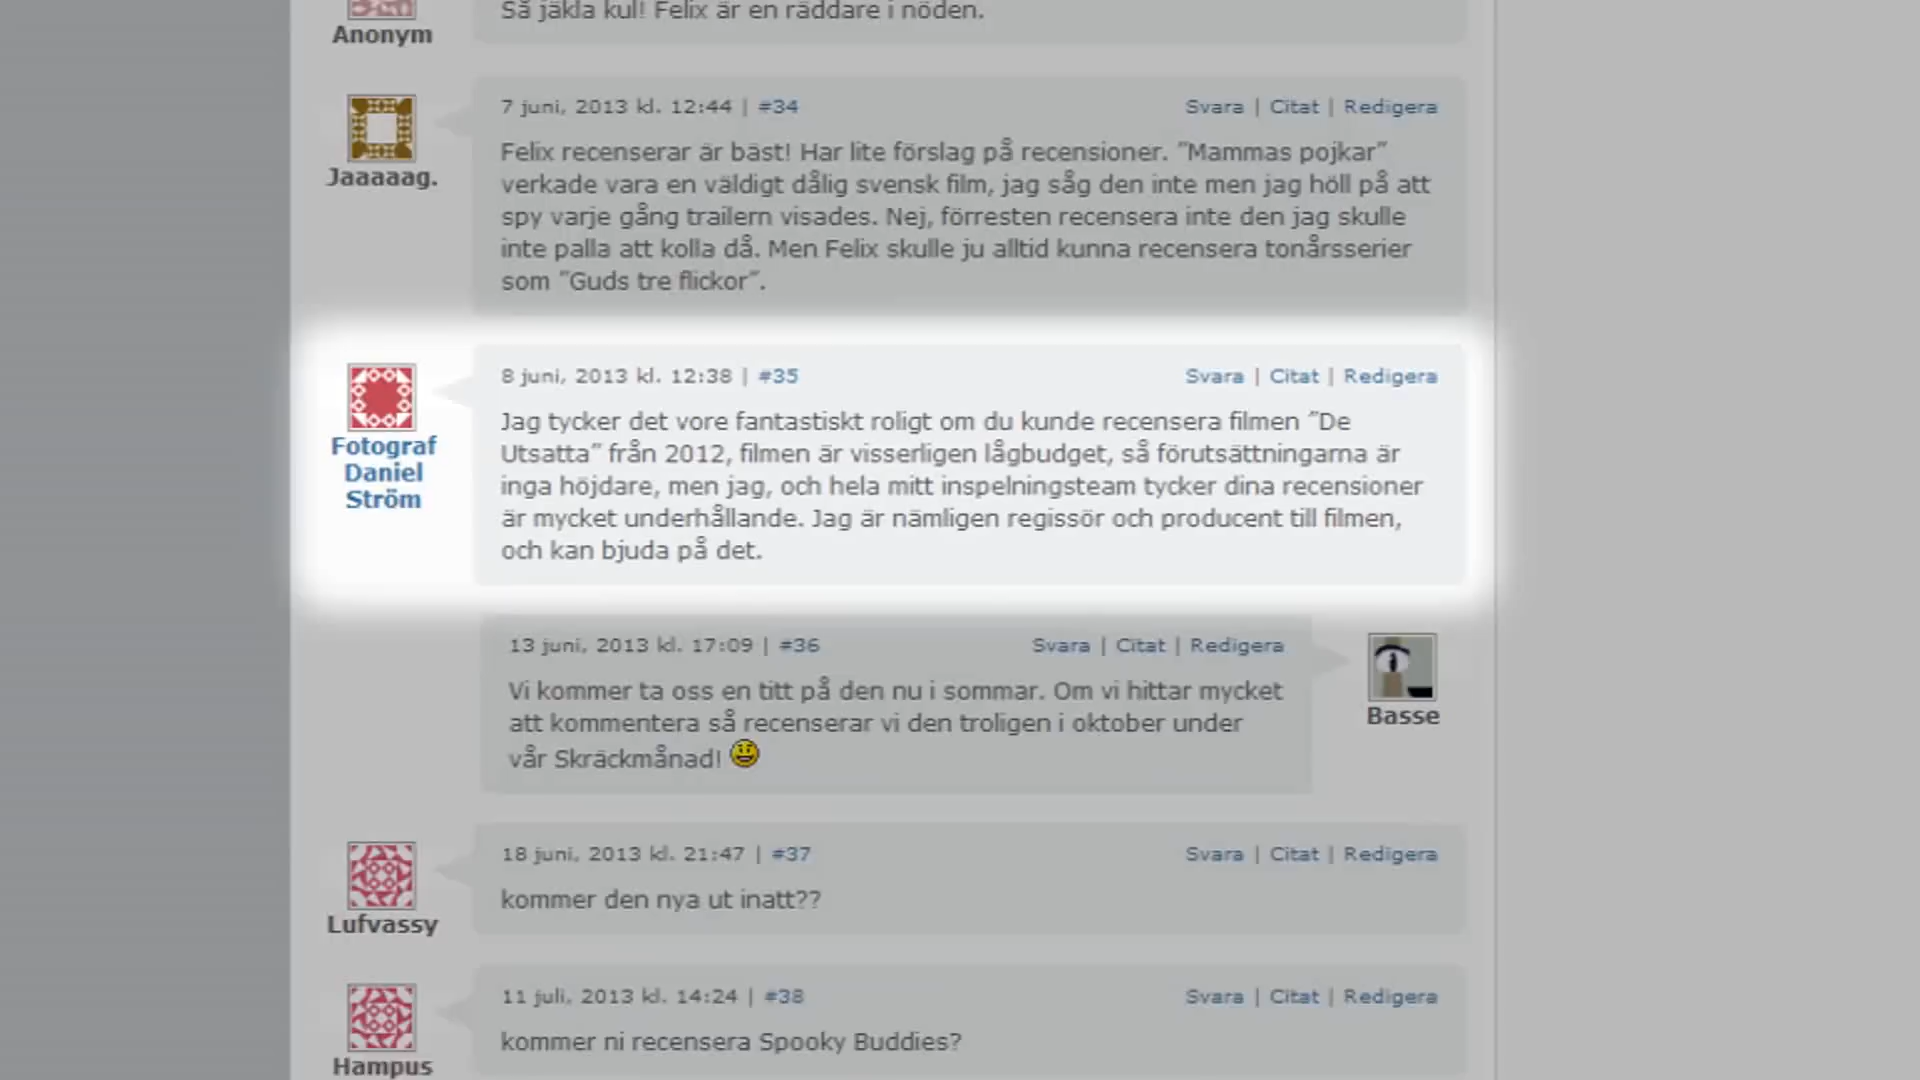 Så jäkla kul! Felix är en räddare i nöden.
Anonym
7 juni, 2013 kl. 12:44 | #34
Svara | Citat | Redigera
Jaaaaag.
Felix recenserar är bäst! Har lite förslag på recensioner. ”Mammas pojkar”
verkade vara en väldigt dålig svensk film, jag såg den inte men jag höll på att
spy varje gång trailern visades. Nej, förresten recensera inte den jag skulle
inte palla att kolla då. Men Felix skulle ju alltid kunna recensera tonårsserier
som ”Guds tre flickor”.
8 juni, 2013 kl. 12:38 | #35
Svara | Citat | Redigera
Fotograf
Daniel
Ström
Jag tycker det vore fantastiskt roligt om du kunde recensera filmen ”De
Utsatta” från 2012, filmen är visserligen lågbudget, så förutsättningarna är
inga höjdare, men jag, och hela mitt inspelningsteam tycker dina recensioner
är mycket underhållande. Jag är nämligen regissör och producent till filmen,
och kan bjuda på det.
13 juni, 2013 kl. 17:09 | #36
Svara | Citat | Redigera
Basse
Vi kommer ta oss en titt på den nu i sommar. Om vi hittar mycket
att kommentera så recenserar vi den troligen i oktober under
vår Skräckmånad!
18 juni, 2013 kl. 21:47 | #37
Svara | Citat | Redigera
Lufvassy
kommer den nya ut inatt??
11 juli, 2013 kl. 14:24 | #38
Svara | Citat | Redigera
Hampus
kommer ni recensera Spooky Buddies?